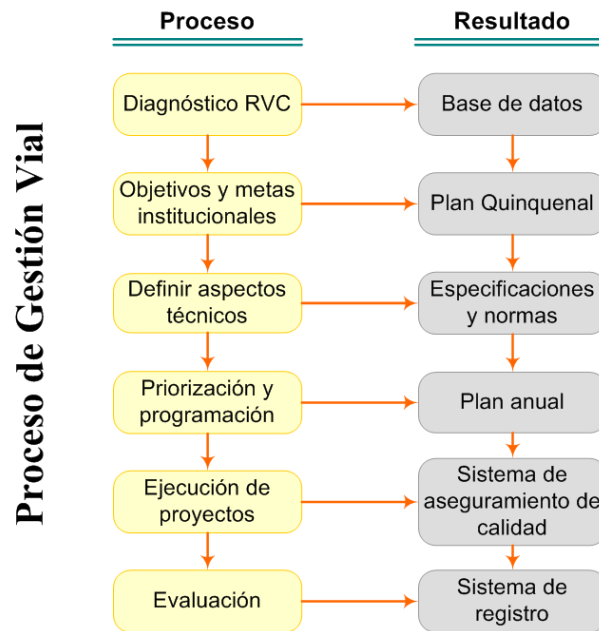 Proceso de Gestión Vial
Proceso
Resultado
Diagnóstico RVC
Base de datos
Objetivos y metas
institucionales
Plan Quinquenal
Definir aspectos
técnicos
Especificaciones
y normas
Priorización y
programación
Plan anual
Ejecución de
proyectos
Sistema de
aseguramiento de
calidad
Evaluación
Sistema de
registro